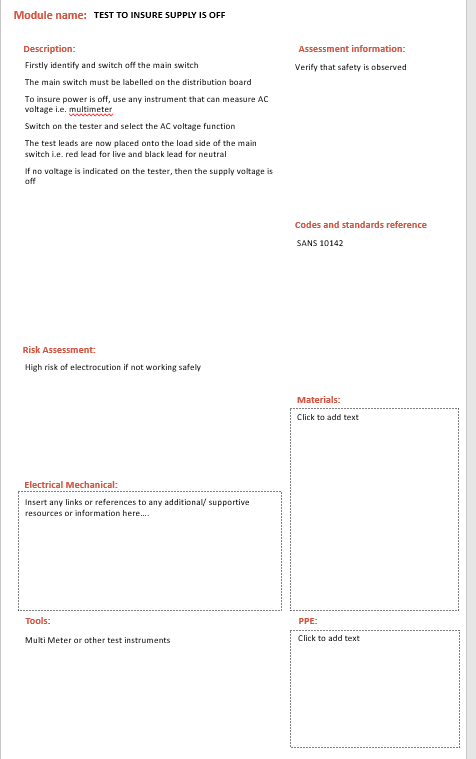 Module name: TEST TO INSURE SUPPLY IS OFF
Description:
Firstly identify and switch off the main switch
The main switch must be labelled on the distribution board
To insure power is off, use any instrument that can measure AC
voltage i.e. multimeter
Switch on the tester and select the AC voltage function
The test leads are now placed onto the load side of the main
switch i.e. red lead for live and black lead for neutral
If no voltage is indicated on the tester, then the supply voltage is
off
Assessment information:
Verify that safety is observed
Codes and standards reference
SANS 10142
Risk Assessment:
High risk of electrocution if not working safely
Materials:
Click to add text
Electrical Mechanical:
Insert any links or references to any additional/ supportive
resources or information here....
Tools:
Multi Meter or other test instruments
PPE:
Click to add text